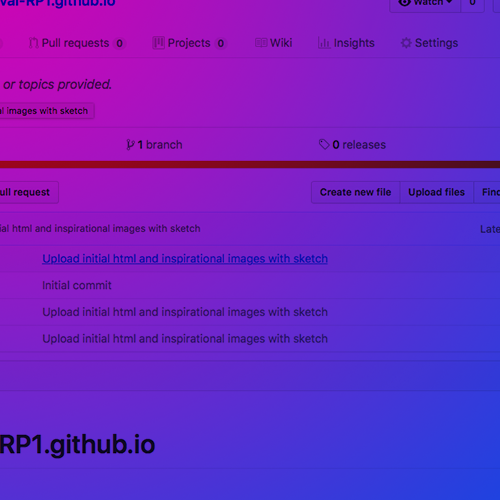 val-RP1.github.io
Watch 0
Pull requests 0 Projects 0 Wiki Insights Settings
or topics provided.
images with sketch
1 branch 0 releases
ull request Create new file Upload files Find
ial html and inspirational images with sketch Late
Upload initial html and inspirational images with sketch
Initial commit
Upload initial html and inspirational images with sketch
Upload initial html and inspirational images with sketch
RP1.github.io